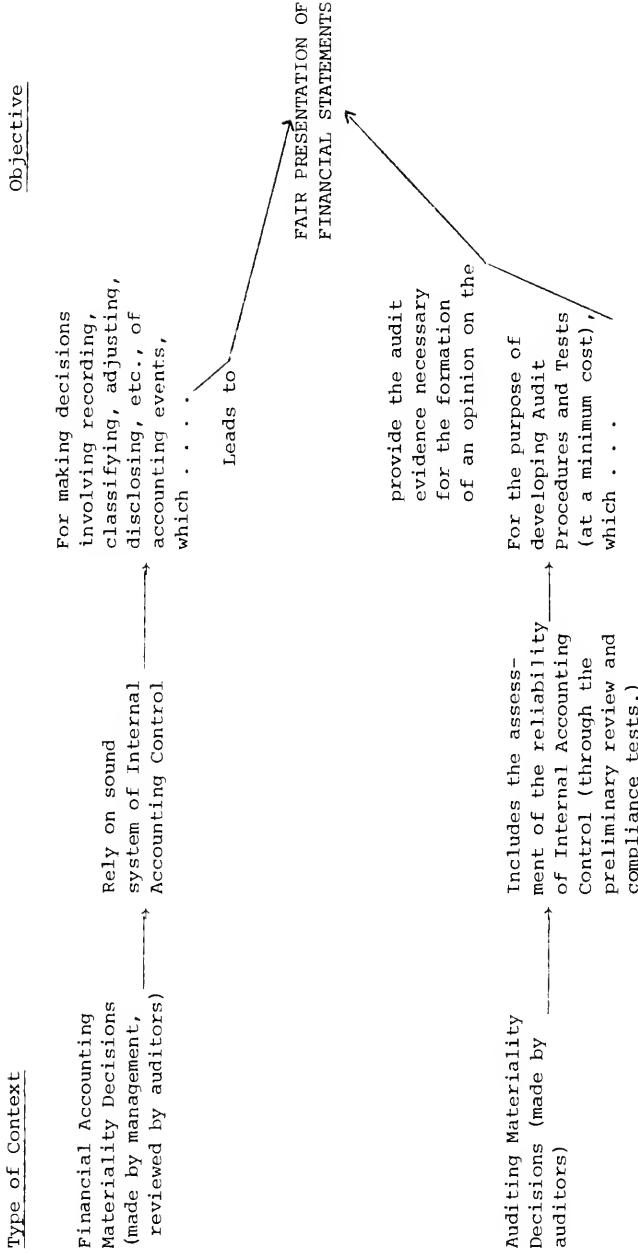 Type of Context
Objective
Financial Accounting
Materiality Decisions
(made by management,
reviewed by auditors)
Rely on sound
system of Internal
Accounting Control
For making decisions
involving recording,
classifying, adjusting,
disclosing, etc., of
accounting events,
which . . . .
Leads to
FAIR PRESENTATION OF
FINANCIAL STATEMENTS
Auditing Materiality
Decisions (made by
auditors)
Includes the assess-
ment of the reliability
of Internal Accounting
Control (through the
preliminary review and
compliance tests.)
For the purpose of
developing Audit
Procedures and Tests
(at a minimum cost),
which . . .
provide the audit
evidence necessary
for the formation
of an opinion on the